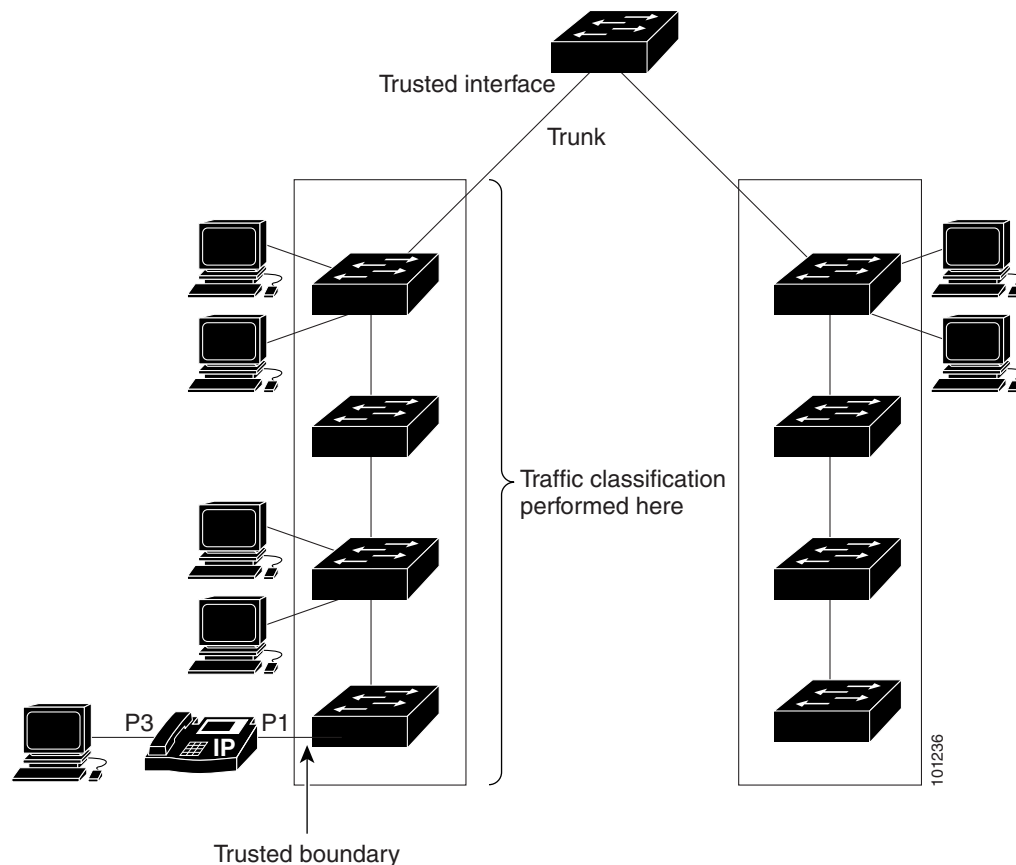 Trusted interface
Trunk
Traffic classification
performed here
P3
IP
P1
Trusted boundary
101236